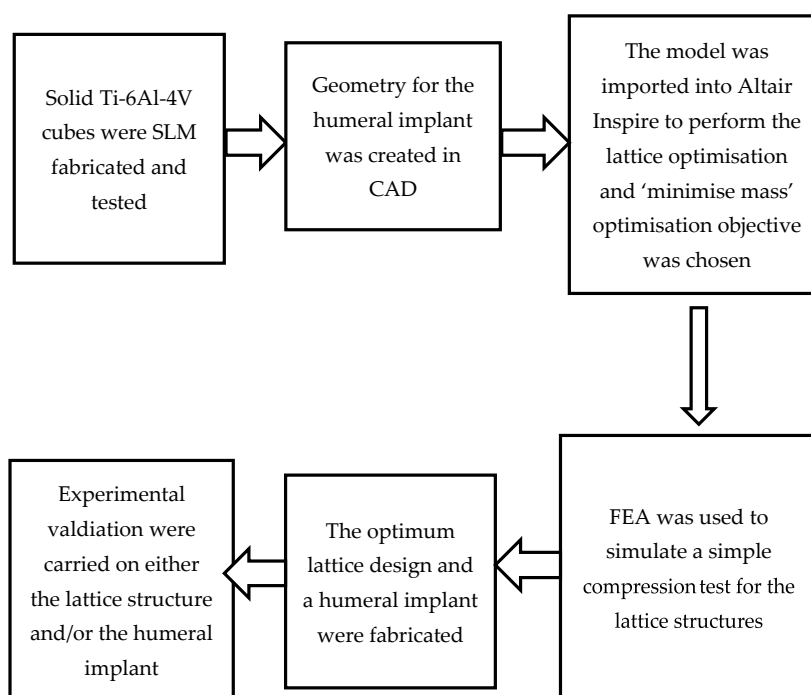 Solid Ti-6Al-4V
cubes were SLM
fabricated and
tested
Geometry for the
humeral implant
was created in
CAD
The model was
imported into Altair
Inspire to perform the
lattice optimisation
and ‘minimise mass’
optimisation objective
was chosen
FEA was used to
simulate a simple
compression test for the
lattice structures
The optimum
lattice design and
a humeral implant
were fabricated
Experimental
valdiation were
carried on either
the lattice structure
and/or the humeral
implant